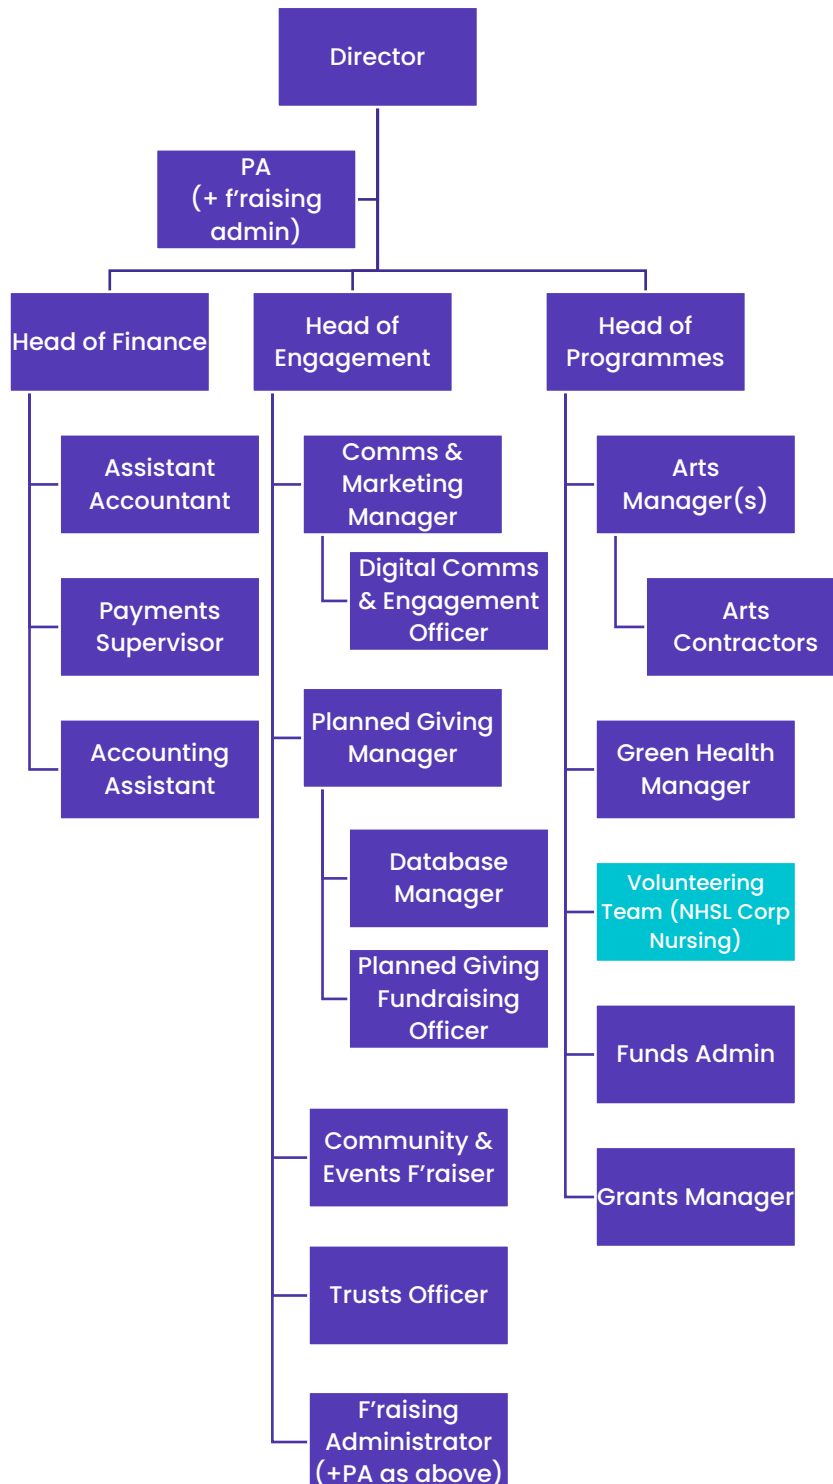 Director
PA
(+ f'raising
admin)
Head of Finance
Head of
Engagement
Head of
Programmes
Assistant
Accountant
Payments
Supervisor
Accounting
Assistant
Comms &
Marketing
Manager
Digital Comms
& Engagement
Officer
Planned Giving
Manager
Database
Manager
Planned Giving
Fundraising
Officer
Community &
Events F'raiser
Trusts Officer
F'raising
Administrator
(+PA as above)
Arts
Manager(s)
Arts
Contractors
Green Health
Manager
Volunteering
Team (NHSL Corp
Nursing)
Funds Admin
Grants Manager